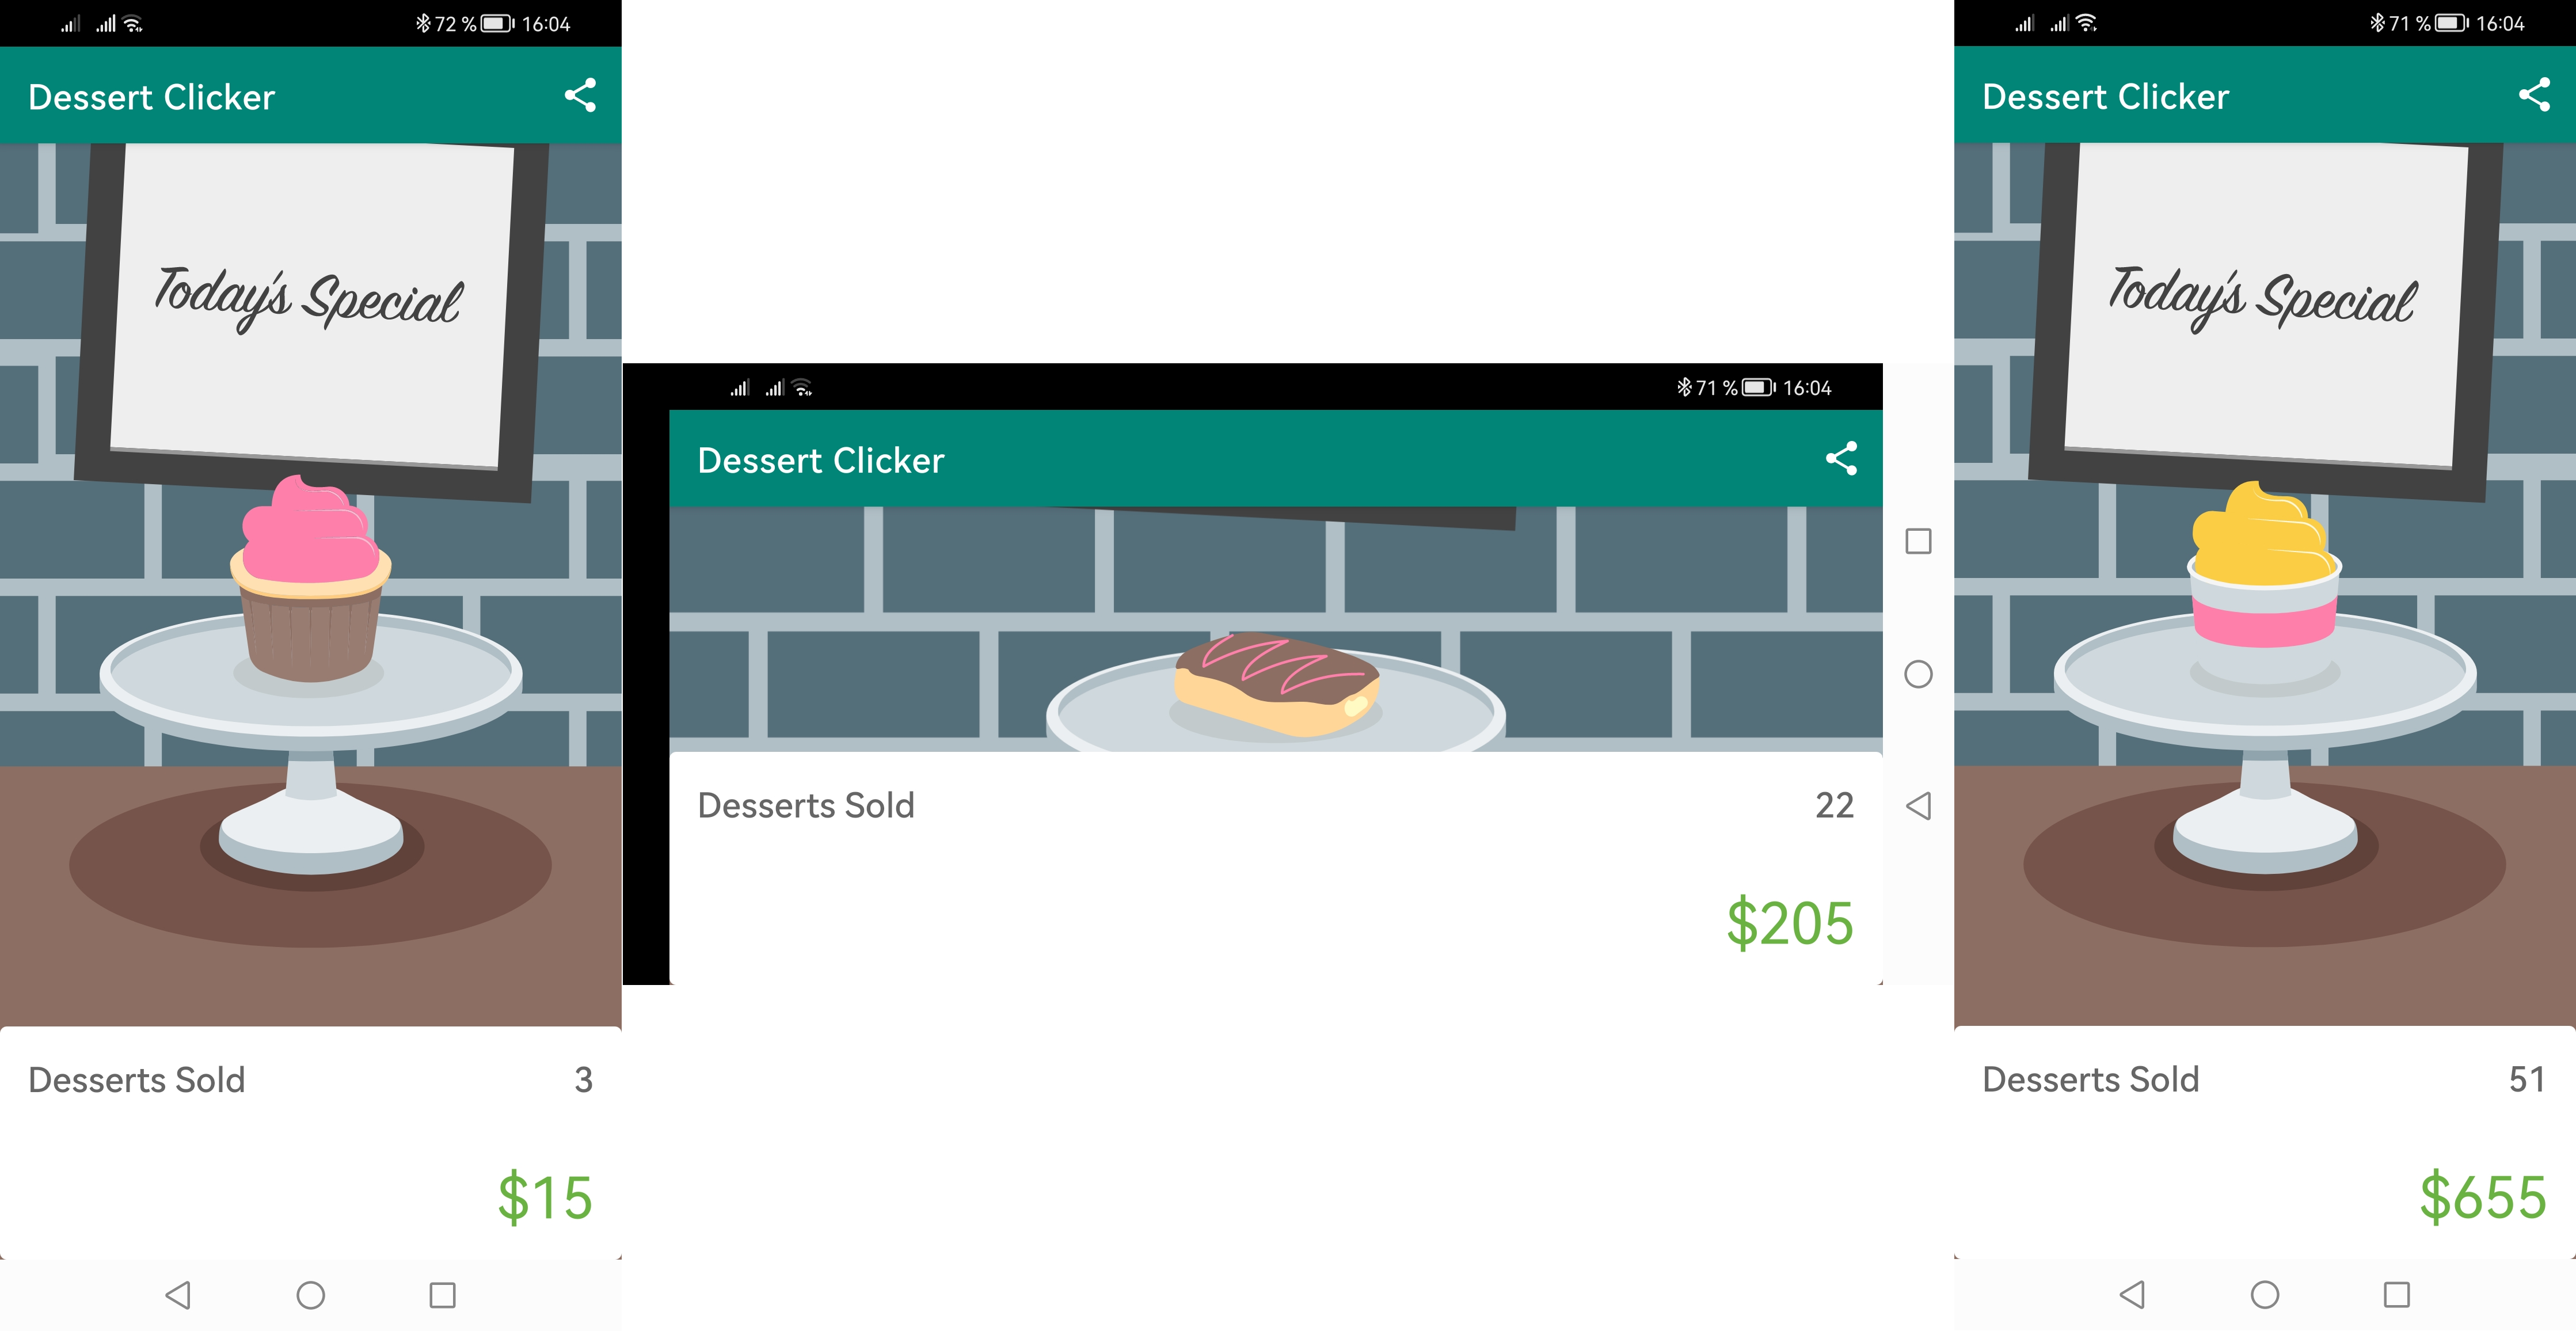 72 % 16:04
Dessert Clicker
Today's Special
Desserts Sold 3
$15
71 % 16:04
Dessert Clicker
Desserts Sold 22
$205
71 % 16:04
Dessert Clicker
Today's Special
Desserts Sold 51
$655